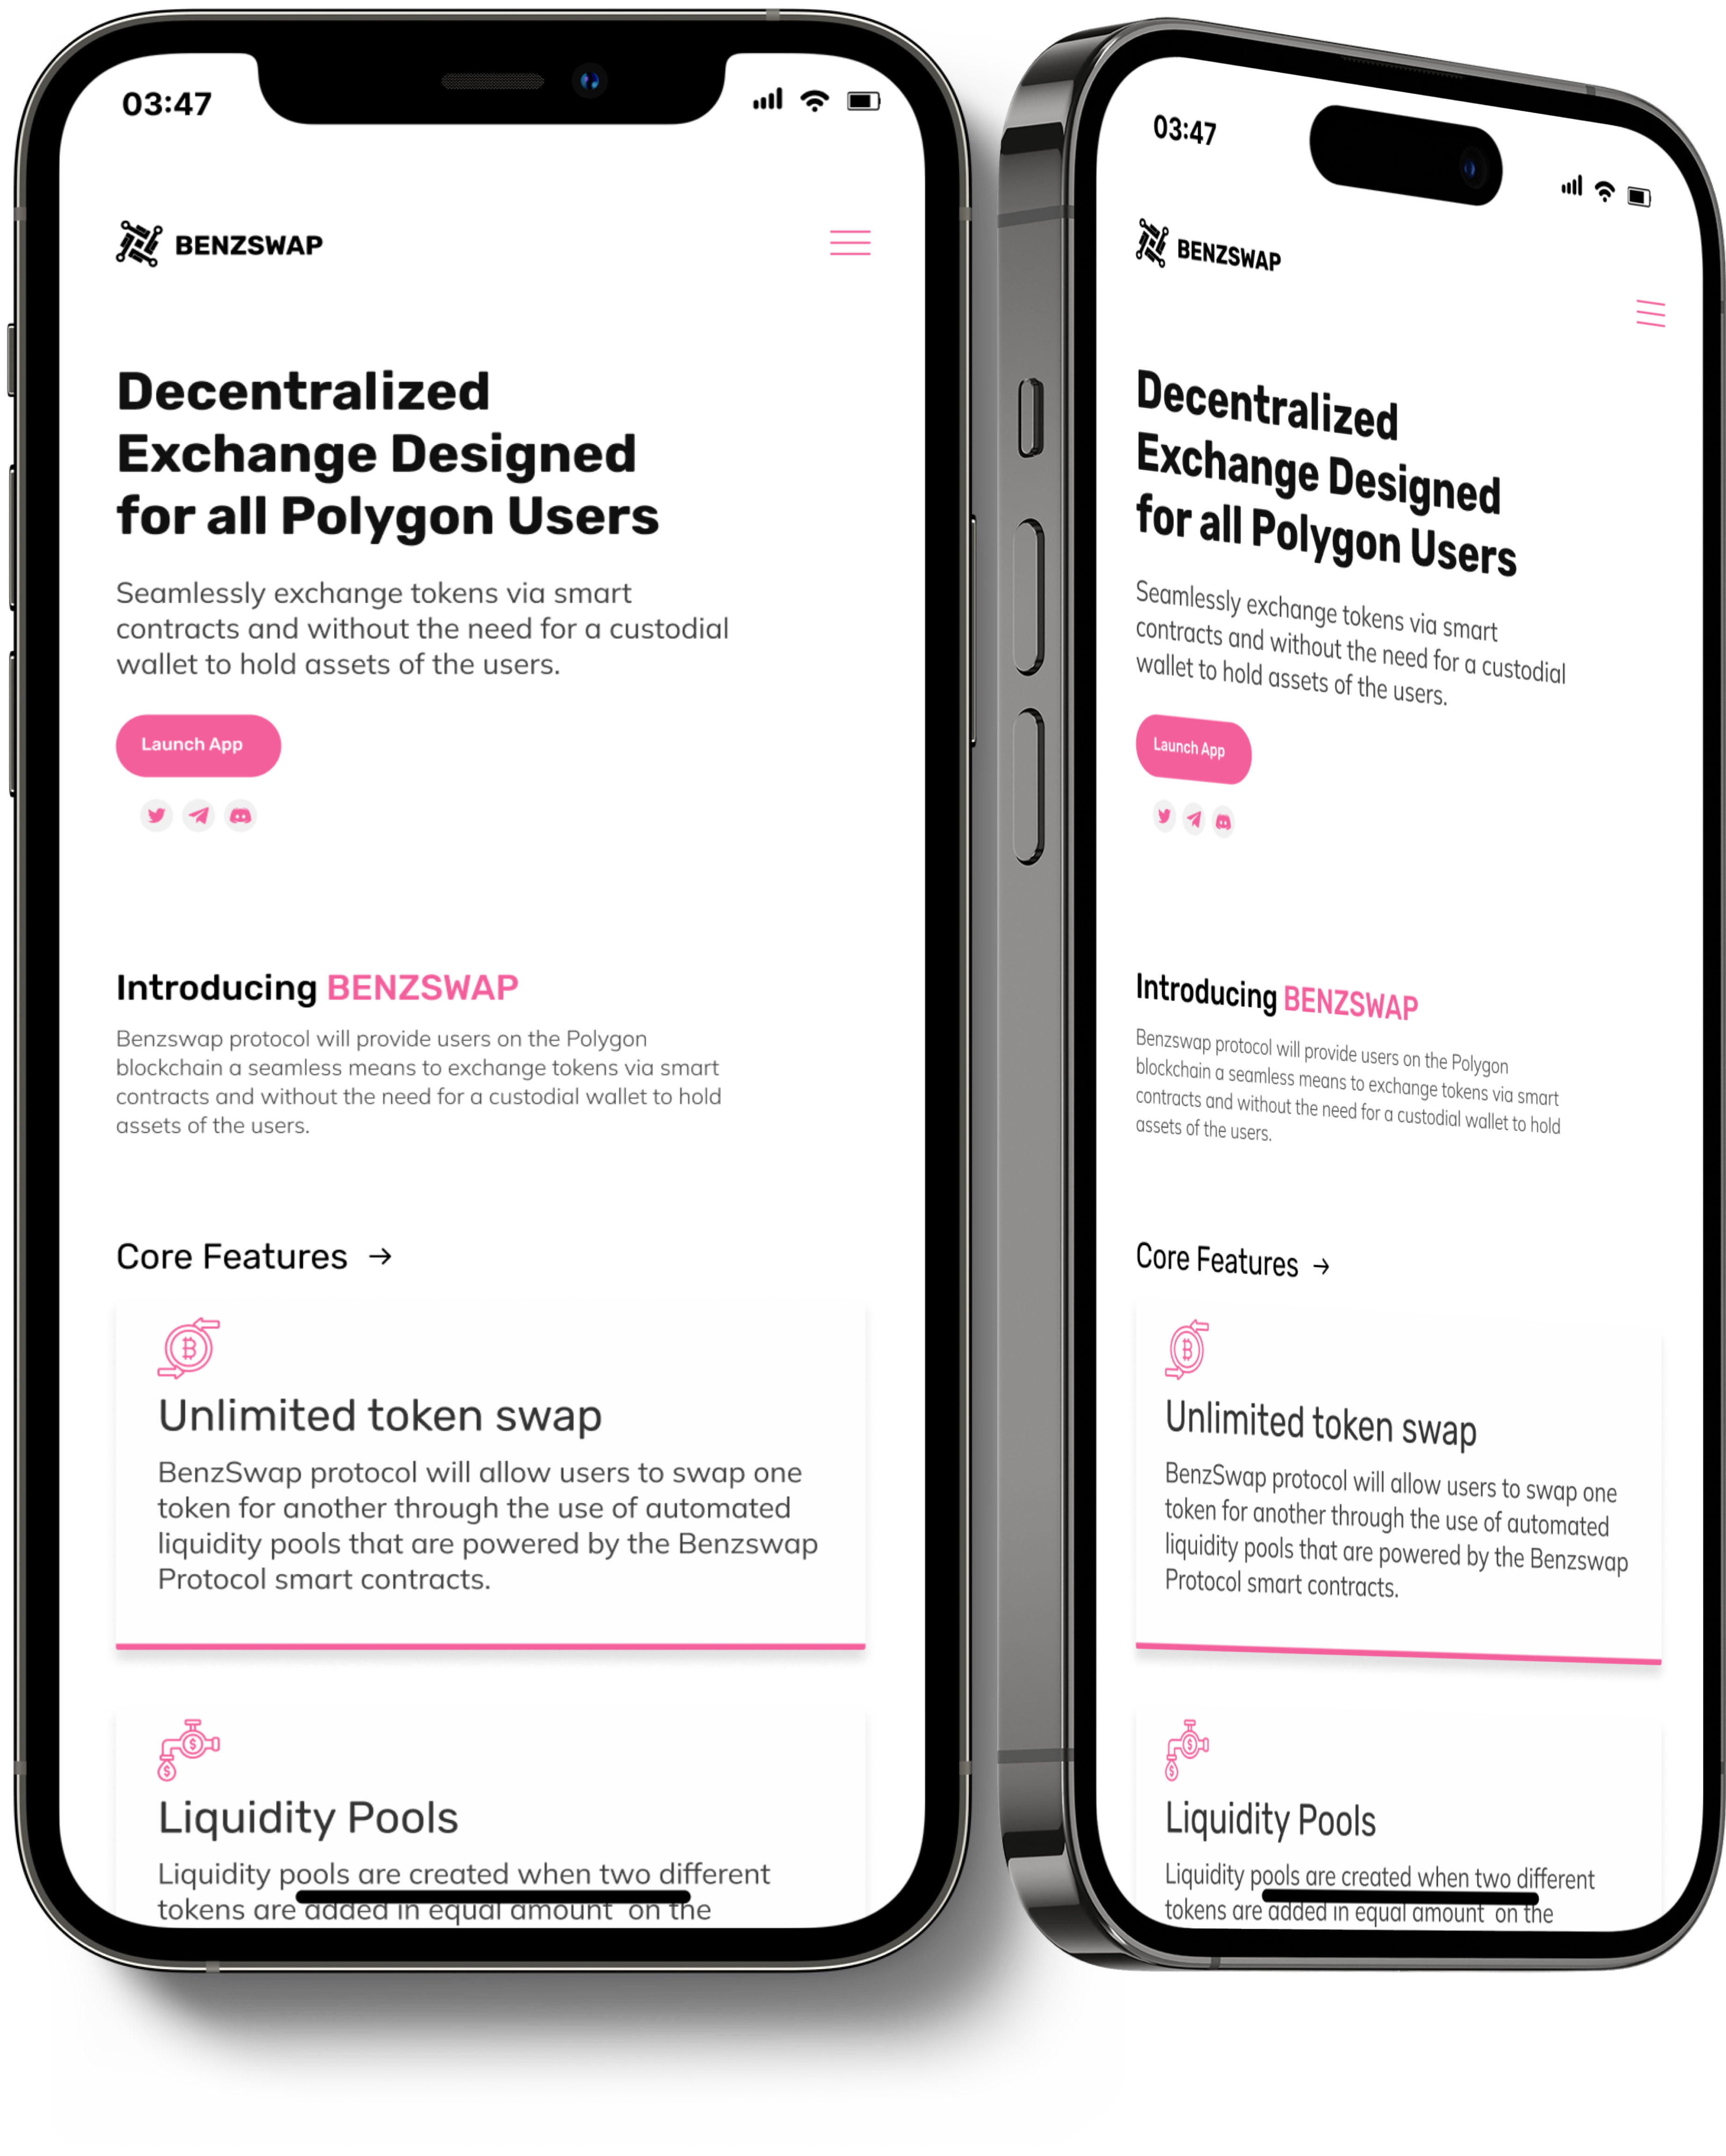 03:47
BENZSWAP
Decentralized
Exchange Designed
for all Polygon Users
Seamlessly exchange tokens via smart
contracts and without the need for a custodial
wallet to hold assets of the users.
Launch App
Introducing BENZSWAP
Benzswap protocol will provide users on the Polygon
blockchain a seamless means to exchange tokens via smart
contracts and without the need for a custodial wallet to hold
assets of the users.
Core Features →
Unlimited token swap
BenzSwap protocol will allow users to swap one
token for another through the use of automated
liquidity pools that are powered by the Benzswap
Protocol smart contracts.
Liquidity Pools
Liquidity pools are created when two different
tokens are added in equal amount on the
03:47
BENZSWAP
Decentralized
Exchange Designed
for all Polygon Users
Seamlessly exchange tokens via smart
contracts and without the need for a custodial
wallet to hold assets of the users.
Launch App
Introducing BENZSWAP
Benzswap protocol will provide users on the Polygon
blockchain a seamless means to exchange tokens via smart
contracts and without the need for a custodial wallet to hold
assets of the users.
Core Features →
Unlimited token swap
BenzSwap protocol will allow users to swap one
token for another through the use of automated
liquidity pools that are powered by the Benzswap
Protocol smart contracts.
Liquidity Pools
Liquidity pools are created when two different
tokens are added in equal amount on the